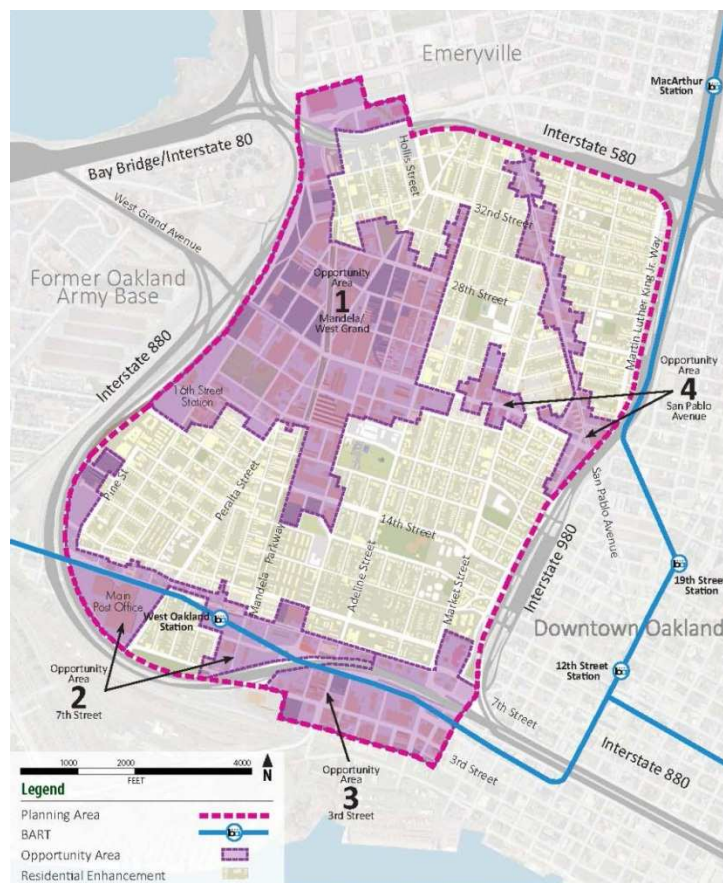 Emeryville
MacArthur
Station
Interstate 580
Bay Bridge/Interstate 80
Hollis Street
West Grand Avenue
32nd Street
Martin Luther King Jr. Way
Former Oakland
Army Base
Opportunity
Area
1
Mandela/
West Grand
28th Street
Interstate 880
Opportunity
Area
4
San Pablo
Avenue
16th Street
Station
Pine St
Peralta Street
Mandela Parkway
14th Street
Adeline Street
Market Street
San Pablo Avenue
Interstate 980
19th Street
Station
Main
Post Office
West Oakland
Station
Downtown Oakland
12th Street
Station
Opportunity
Area
2
7th Street
7th Street
Interstate 880
3rd Street
Opportunity
Area
3
3rd Street
1000 2000 4000
FEET
N
Legend
Planning Area
BART
Opportunity Area
Residential Enhancement